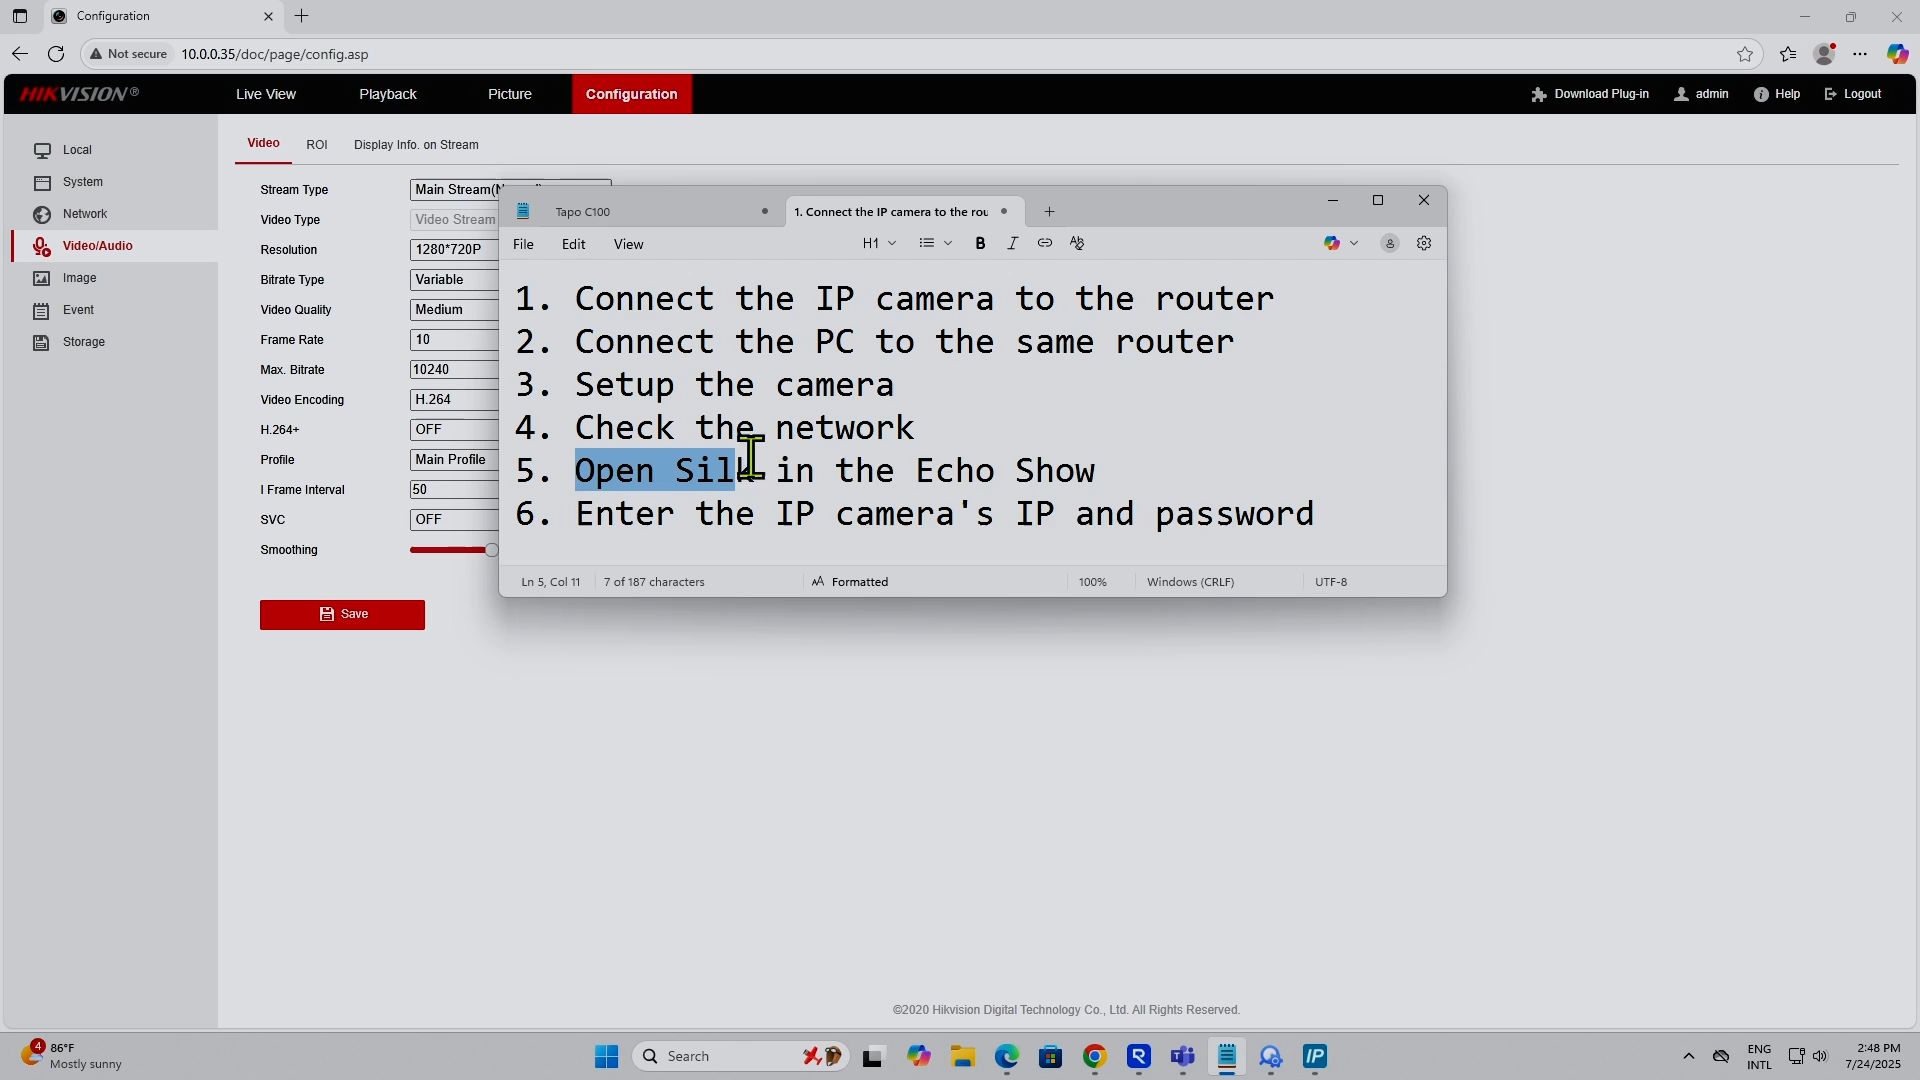 Configuration
Not secure 10.0.0.35/doc/page/config.asp
HIKVISION® Live View Playback Picture Configuration Download Plug-in admin Help Logout
Local
System
Network
Video/Audio
Image
Event
Storage
Video ROI Display Info. on Stream
Stream Type Main Stream
Video Type Video Stream
Resolution 1280*720P
Bitrate Type Variable
Video Quality Medium
Frame Rate 10
Max. Bitrate 10240
Video Encoding H.264
H.264+ OFF
Profile Main Profile
I Frame Interval 50
SVC OFF
Smoothing
Save
Tapo C100 1. Connect the IP camera to the rou
File Edit View H1
1. Connect the IP camera to the router
2. Connect the PC to the same router
3. Setup the camera
4. Check the network
5. Open Silk in the Echo Show
6. Enter the IP camera's IP and password
Ln 5, Col 11 7 of 187 characters Formatted 100% Windows (CRLF) UTF-8
©2020 Hikvision Digital Technology Co., Ltd. All Rights Reserved.
4 86°F
Mostly sunny
Search
IP
ENG
INTL
2:48 PM
7/24/2025